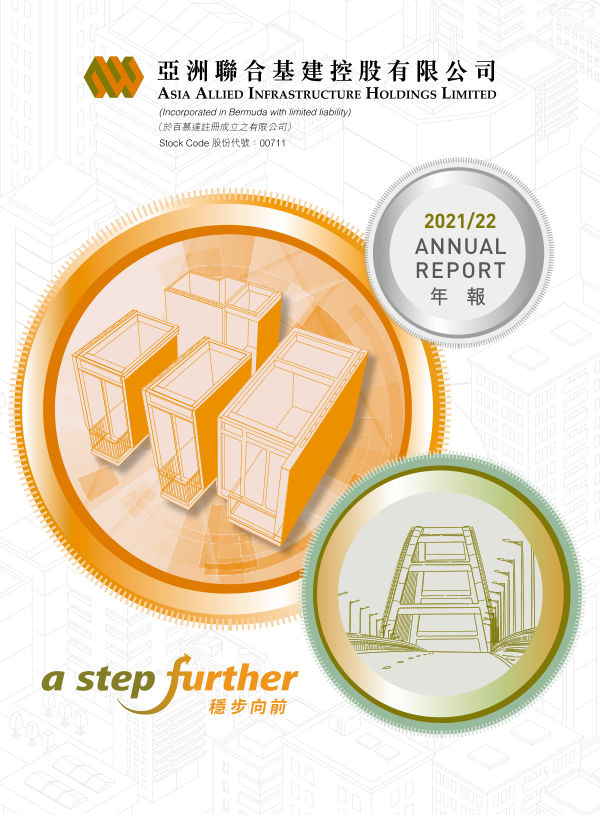 亞洲聯合基建控股有限公司
ASIA ALLIED INFRASTRUCTURE HOLDINGS LIMITED
(Incorporated in Bermuda with limited liability)
(於百慕達註冊成立之有限公司)
Stock Code 股份代號：00711
2021/22
ANNUAL
REPORT
年 報
a step further
穩步向前